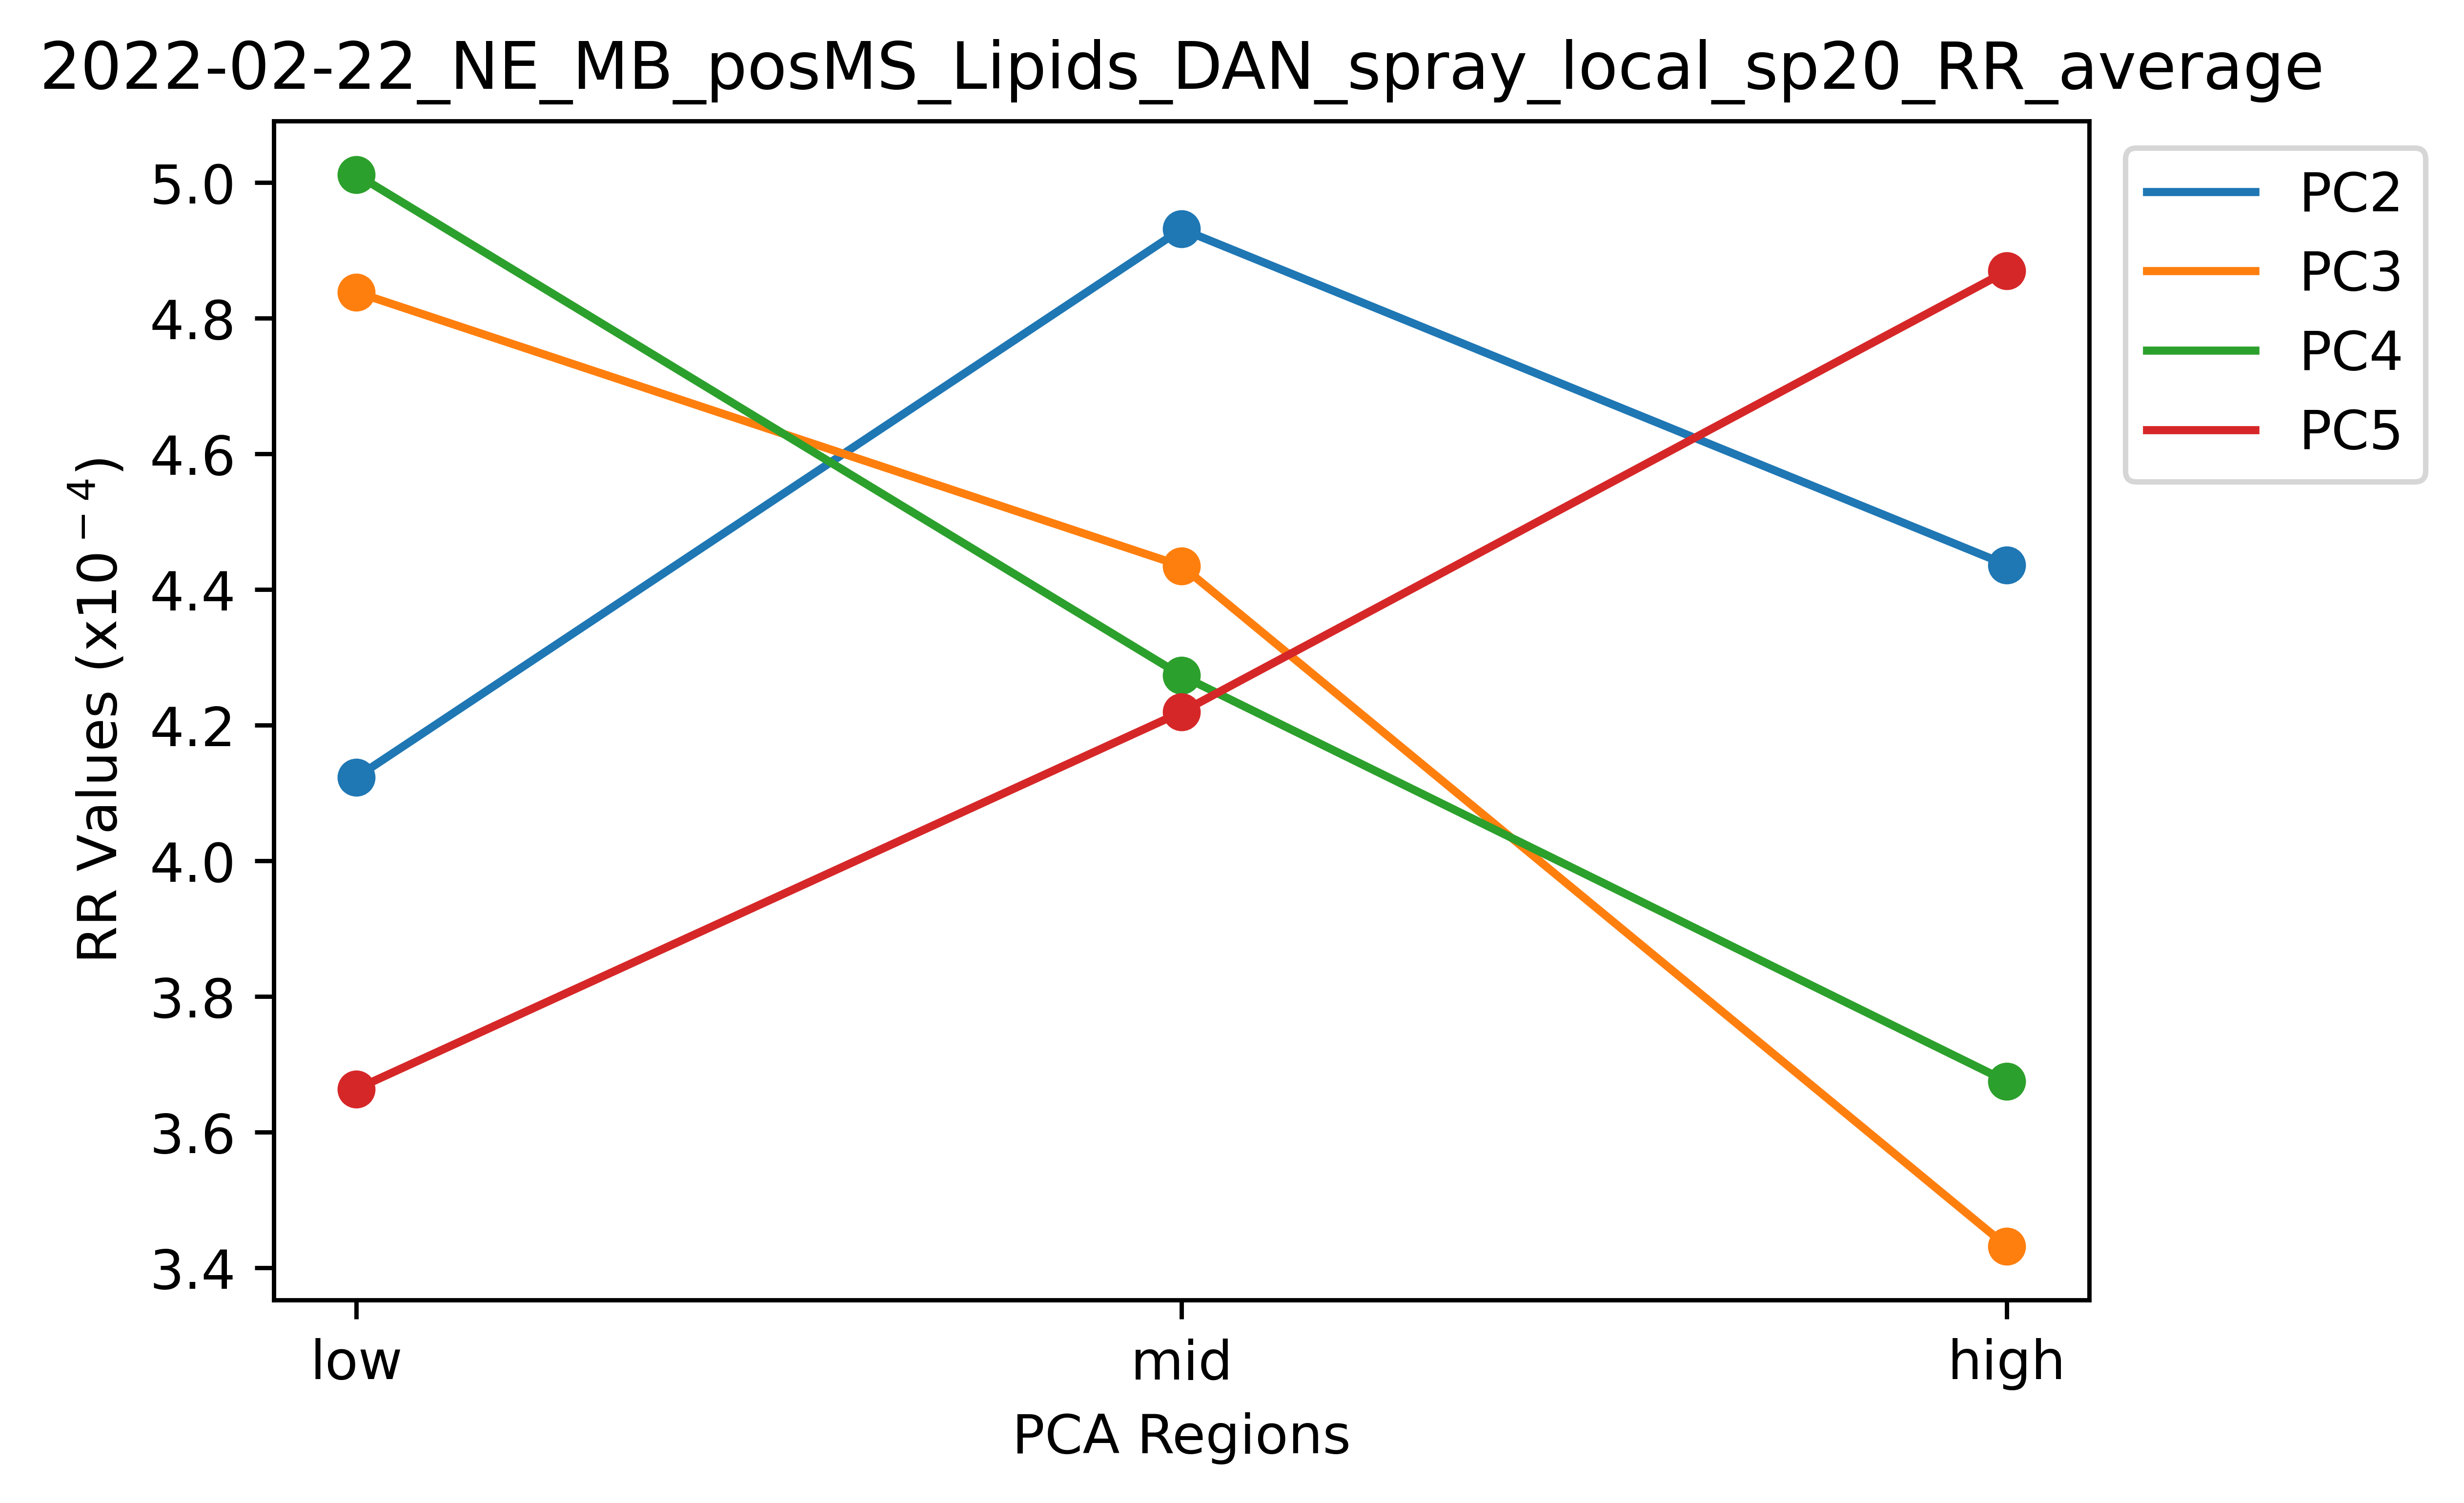 2022-02-22_NE_MB_posMS_Lipids_DAN_spray_local_sp20_RR_average
PC2
PC3
PC4
PC5
RR Values (x10⁻⁴)
5.0
4.8
4.6
4.4
4.2
4.0
3.8
3.6
3.4
low mid high
PCA Regions